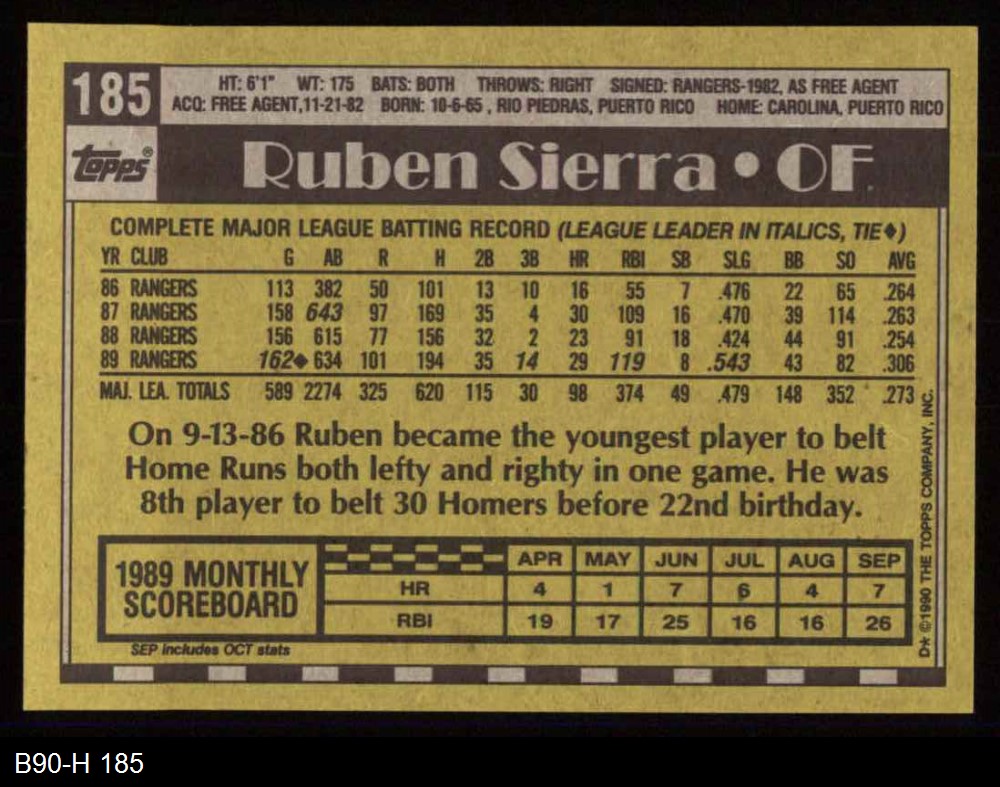 185
HT: 6'1" WT: 175 BATS: BOTH THROWS: RIGHT SIGNED: RANGERS-1982, AS FREE AGENT
ACQ: FREE AGENT,11-21-82 BORN: 10-6-65 , RIO PIEDRAS, PUERTO RICO HOME: CAROLINA, PUERTO RICO
Topps®
Ruben Sierra • OF
COMPLETE MAJOR LEAGUE BATTING RECORD (LEAGUE LEADER IN ITALICS, TIE♦)
YR CLUB G AB R H 2B 3B HR RBI SB SLG BB SO AVG
86 RANGERS 113 382 50 101 13 10 16 55 7 .476 22 65 .264
87 RANGERS 158 643 97 169 35 4 30 109 16 .470 39 114 .263
88 RANGERS 156 615 77 156 32 2 23 91 18 .424 44 91 .254
89 RANGERS 162♦ 634 101 194 35 14 29 119 8 .543 43 82 .306
MAJ. LEA. TOTALS 589 2274 325 620 115 30 98 374 49 .479 148 352 .273
On 9-13-86 Ruben became the youngest player to belt
Home Runs both lefty and righty in one game. He was
8th player to belt 30 Homers before 22nd birthday.
1989 MONTHLY
SCOREBOARD
APR MAY JUN JUL AUG SEP
HR 4 1 7 6 4 7
RBI 19 17 25 16 16 26
SEP includes OCT stats
D* ©1990 THE TOPPS COMPANY, INC.
B90-H 185